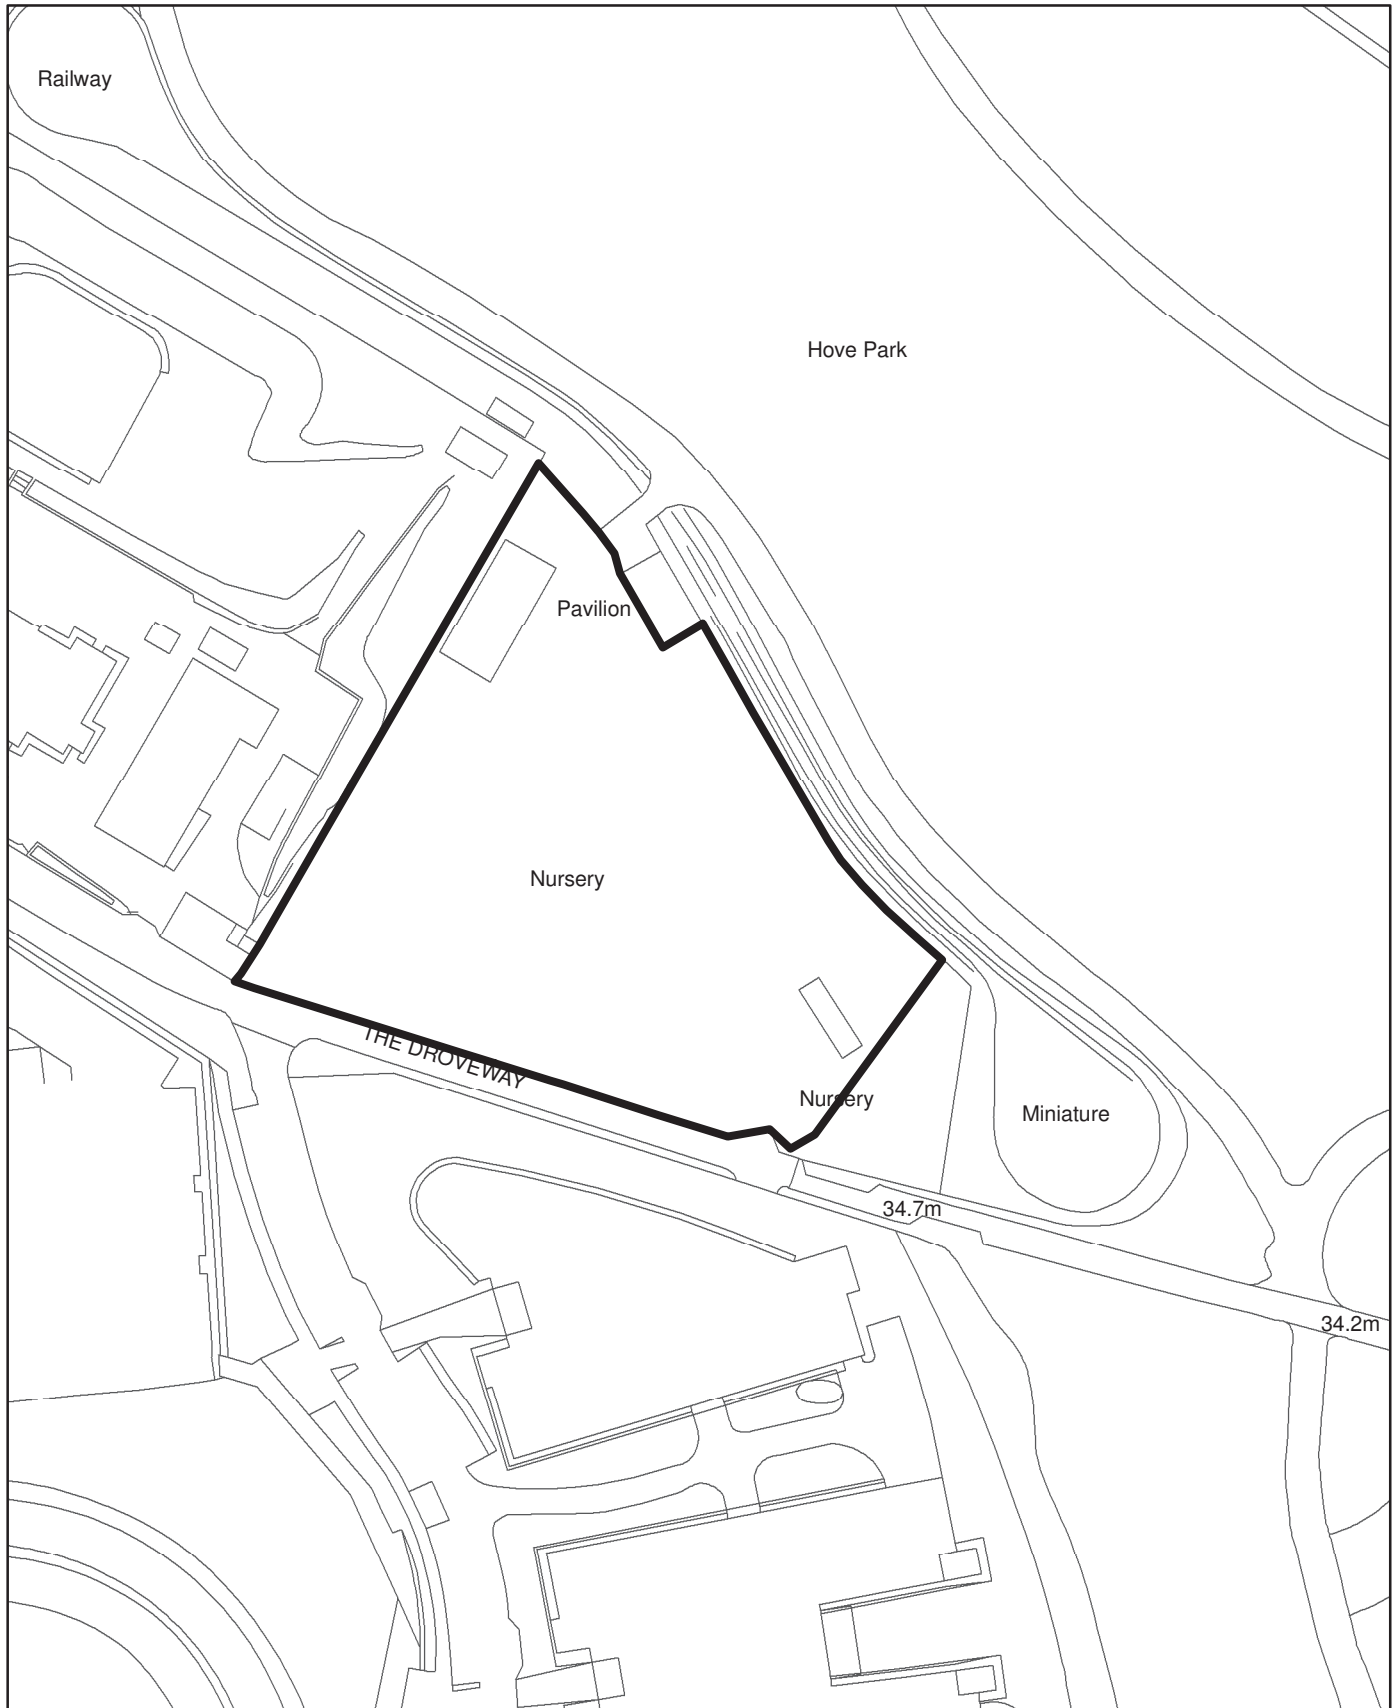 Railway
Hove Park
Pavilion
Nursery
THE DROVEWAY
Nursery
Miniature
34.7m
34.2m